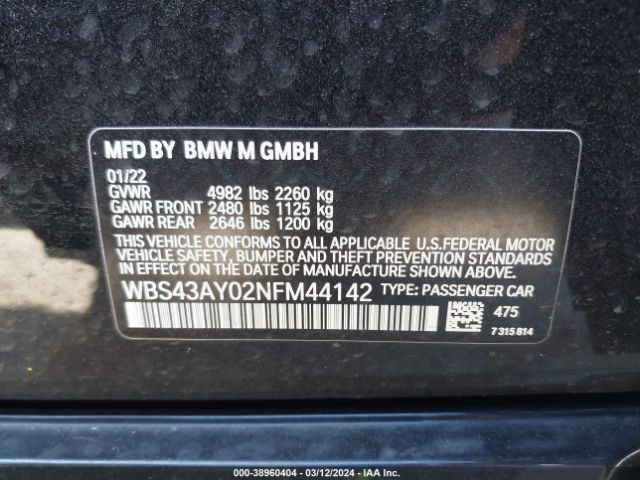 MFD BY BMW M GMBH
01/22
GVWR 4982 lbs 2260 kg
GAWR FRONT 2480 lbs 1125 kg
GAWR REAR 2646 lbs 1200 kg
THIS VEHICLE CONFORMS TO ALL APPLICABLE U.S.FEDERAL MOTOR
VEHICLE SAFETY, BUMPER AND THEFT PREVENTION STANDARDS IN
EFFECT ON THE DATE OF MANUFACTURE SHOWN ABOVE.
WBS43AY02NFM44142 TYPE: PASSENGER CAR
475
7315814
000-38960404 - 03/12/2024 - IAA Inc.